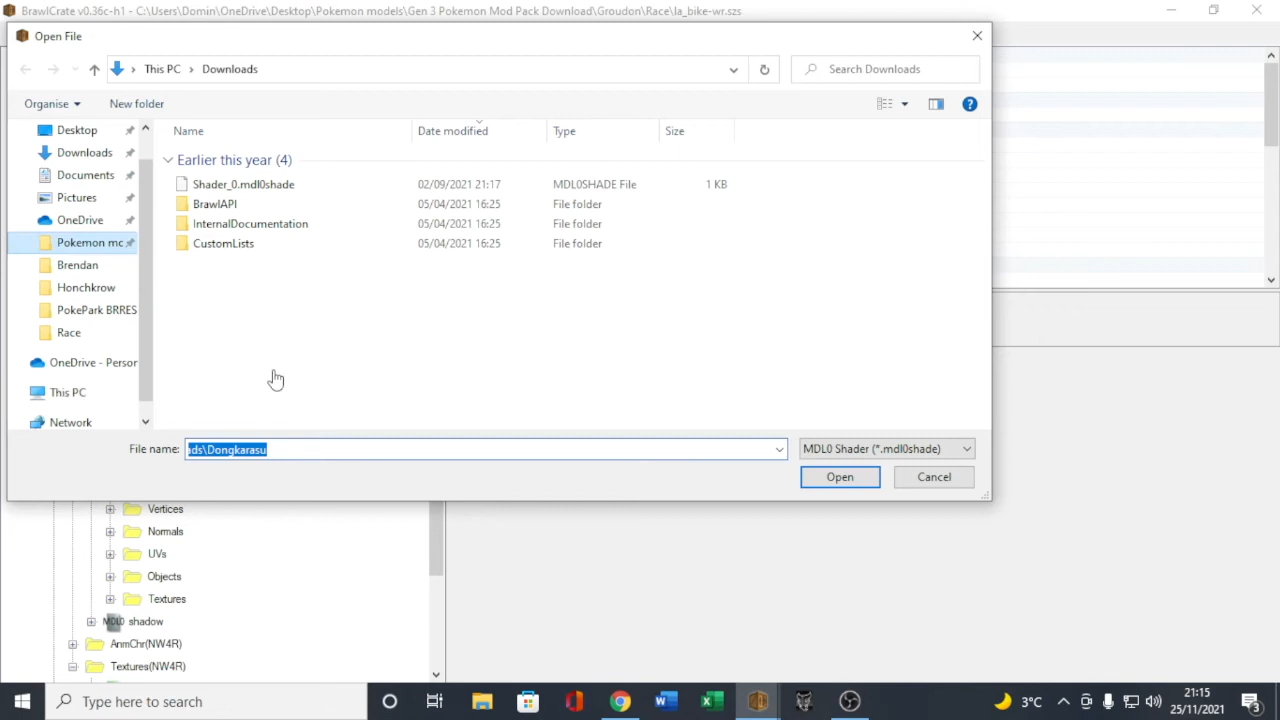 BrawlCrate v0.36c-h1 - C:\Users\Domin\OneDrive\Desktop\Pokemon models\Gen 3 Pokemon Mod Pack Download\Groudon\Race\la_bike-wr.szs
Open File
This PC > Downloads
Search Downloads
Organise
New folder
Desktop
Downloads
Documents
Pictures
OneDrive
Pokemon mc
Brendan
Honchkrow
PokePark BRRES
Race
OneDrive - Person
This PC
Network
Name Date modified Type Size
Earlier this year (4)
Shader_0.mdl0shade 02/09/2021 21:17 MDL0SHADE File 1 KB
BrawlAPI 05/04/2021 16:25 File folder
InternalDocumentation 05/04/2021 16:25 File folder
CustomLists 05/04/2021 16:25 File folder
File name: ads\Dongkarasu MDL0 Shader (*.mdl0shade)
Open Cancel
Vertices
Normals
UVs
Objects
Textures
MDL0 shadow
AnmChr(NW4R)
Textures(NW4R)
Type here to search
3°C
21:15
25/11/2021
3